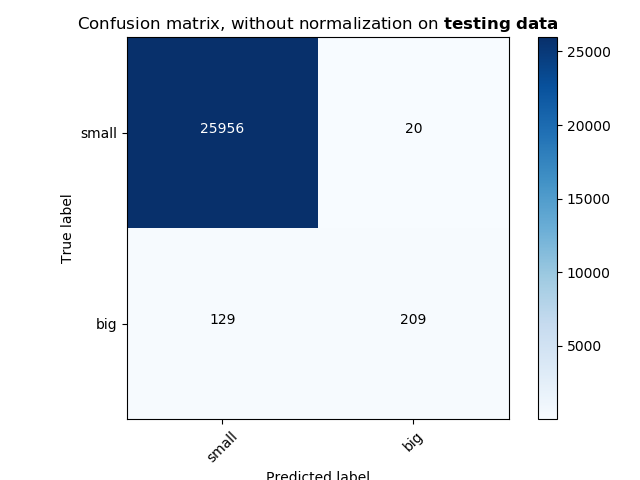 Confusion matrix, without normalization on testing data
small
25956
20
big
129
209
True label
small
big
Predicted label
25000
20000
15000
10000
5000